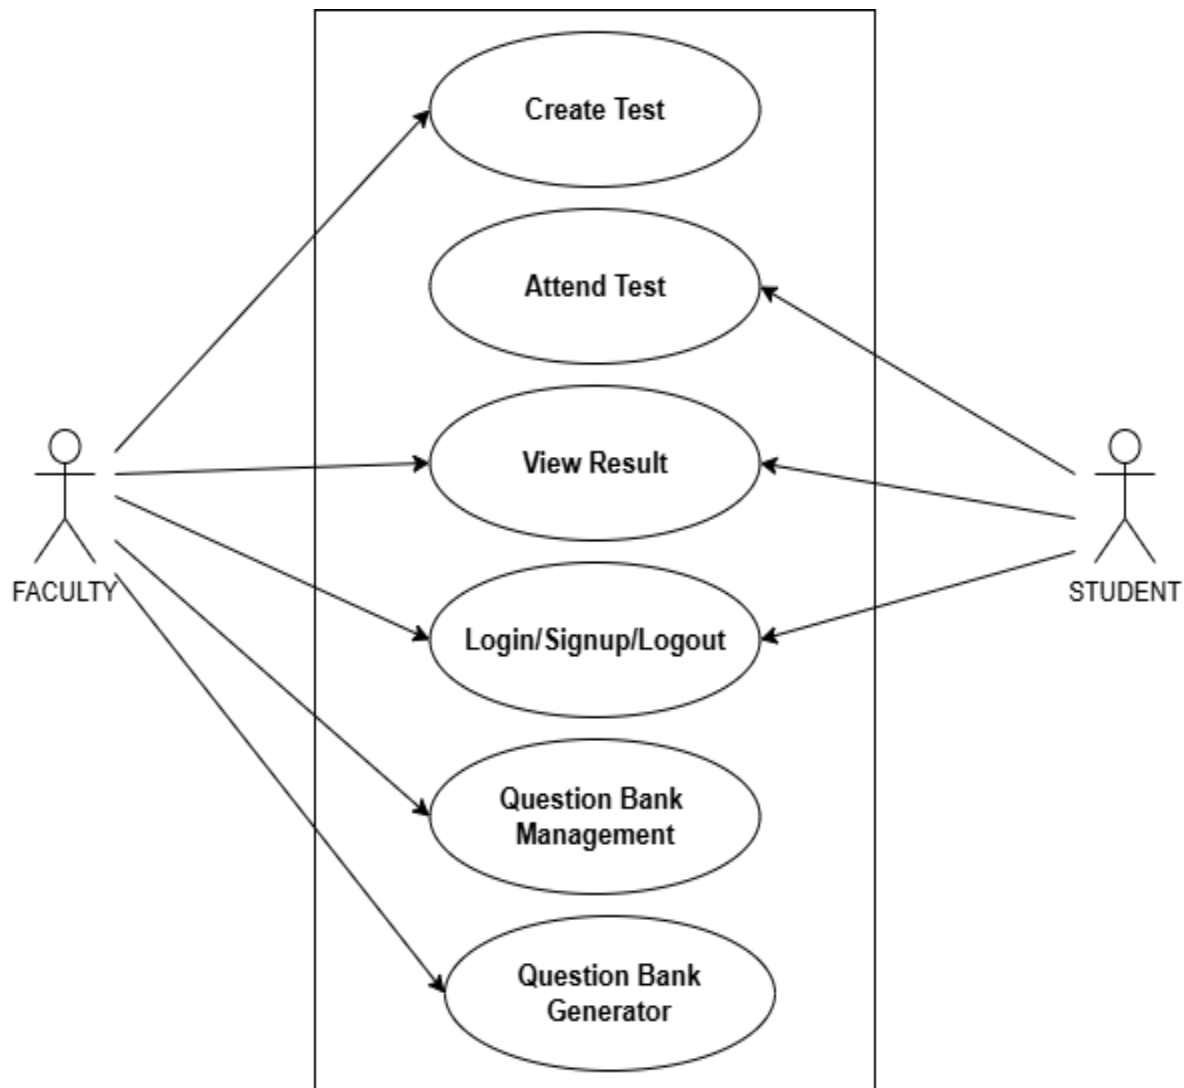 Create Test
Attend Test
View Result
FACULTY
STUDENT
Login/Signup/Logout
Question Bank
Management
Question Bank
Generator